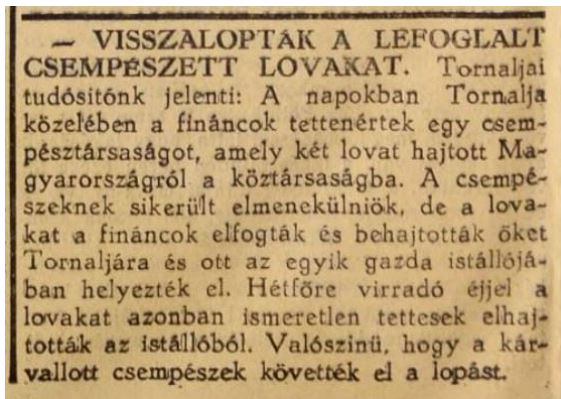 — VISSZALOPTÁK A LEFOGLALT
CSEMPÉSZETT LOVAKAT. Tornaljai
tudósitónk jelenti: A napokban Tornalja
közelében a fináncok tettenértek egy csem-
pésztársaságot, amely két lovat hajtott Ma-
gyarországról a köztársaságba. A csempé-
szeknek sikerült elmenekülniök, de a lova-
kat a fináncok elfogták és behajtották őket
Tornaljára és ott az egyik gazda istállójá-
ban helyezték el. Hétfőre virradó éjjel a
lovakat azonban ismeretlen tettesek elhaj-
tották az istállóból. Valószinü, hogy a kár-
vallott csempészek követték el a lopást.